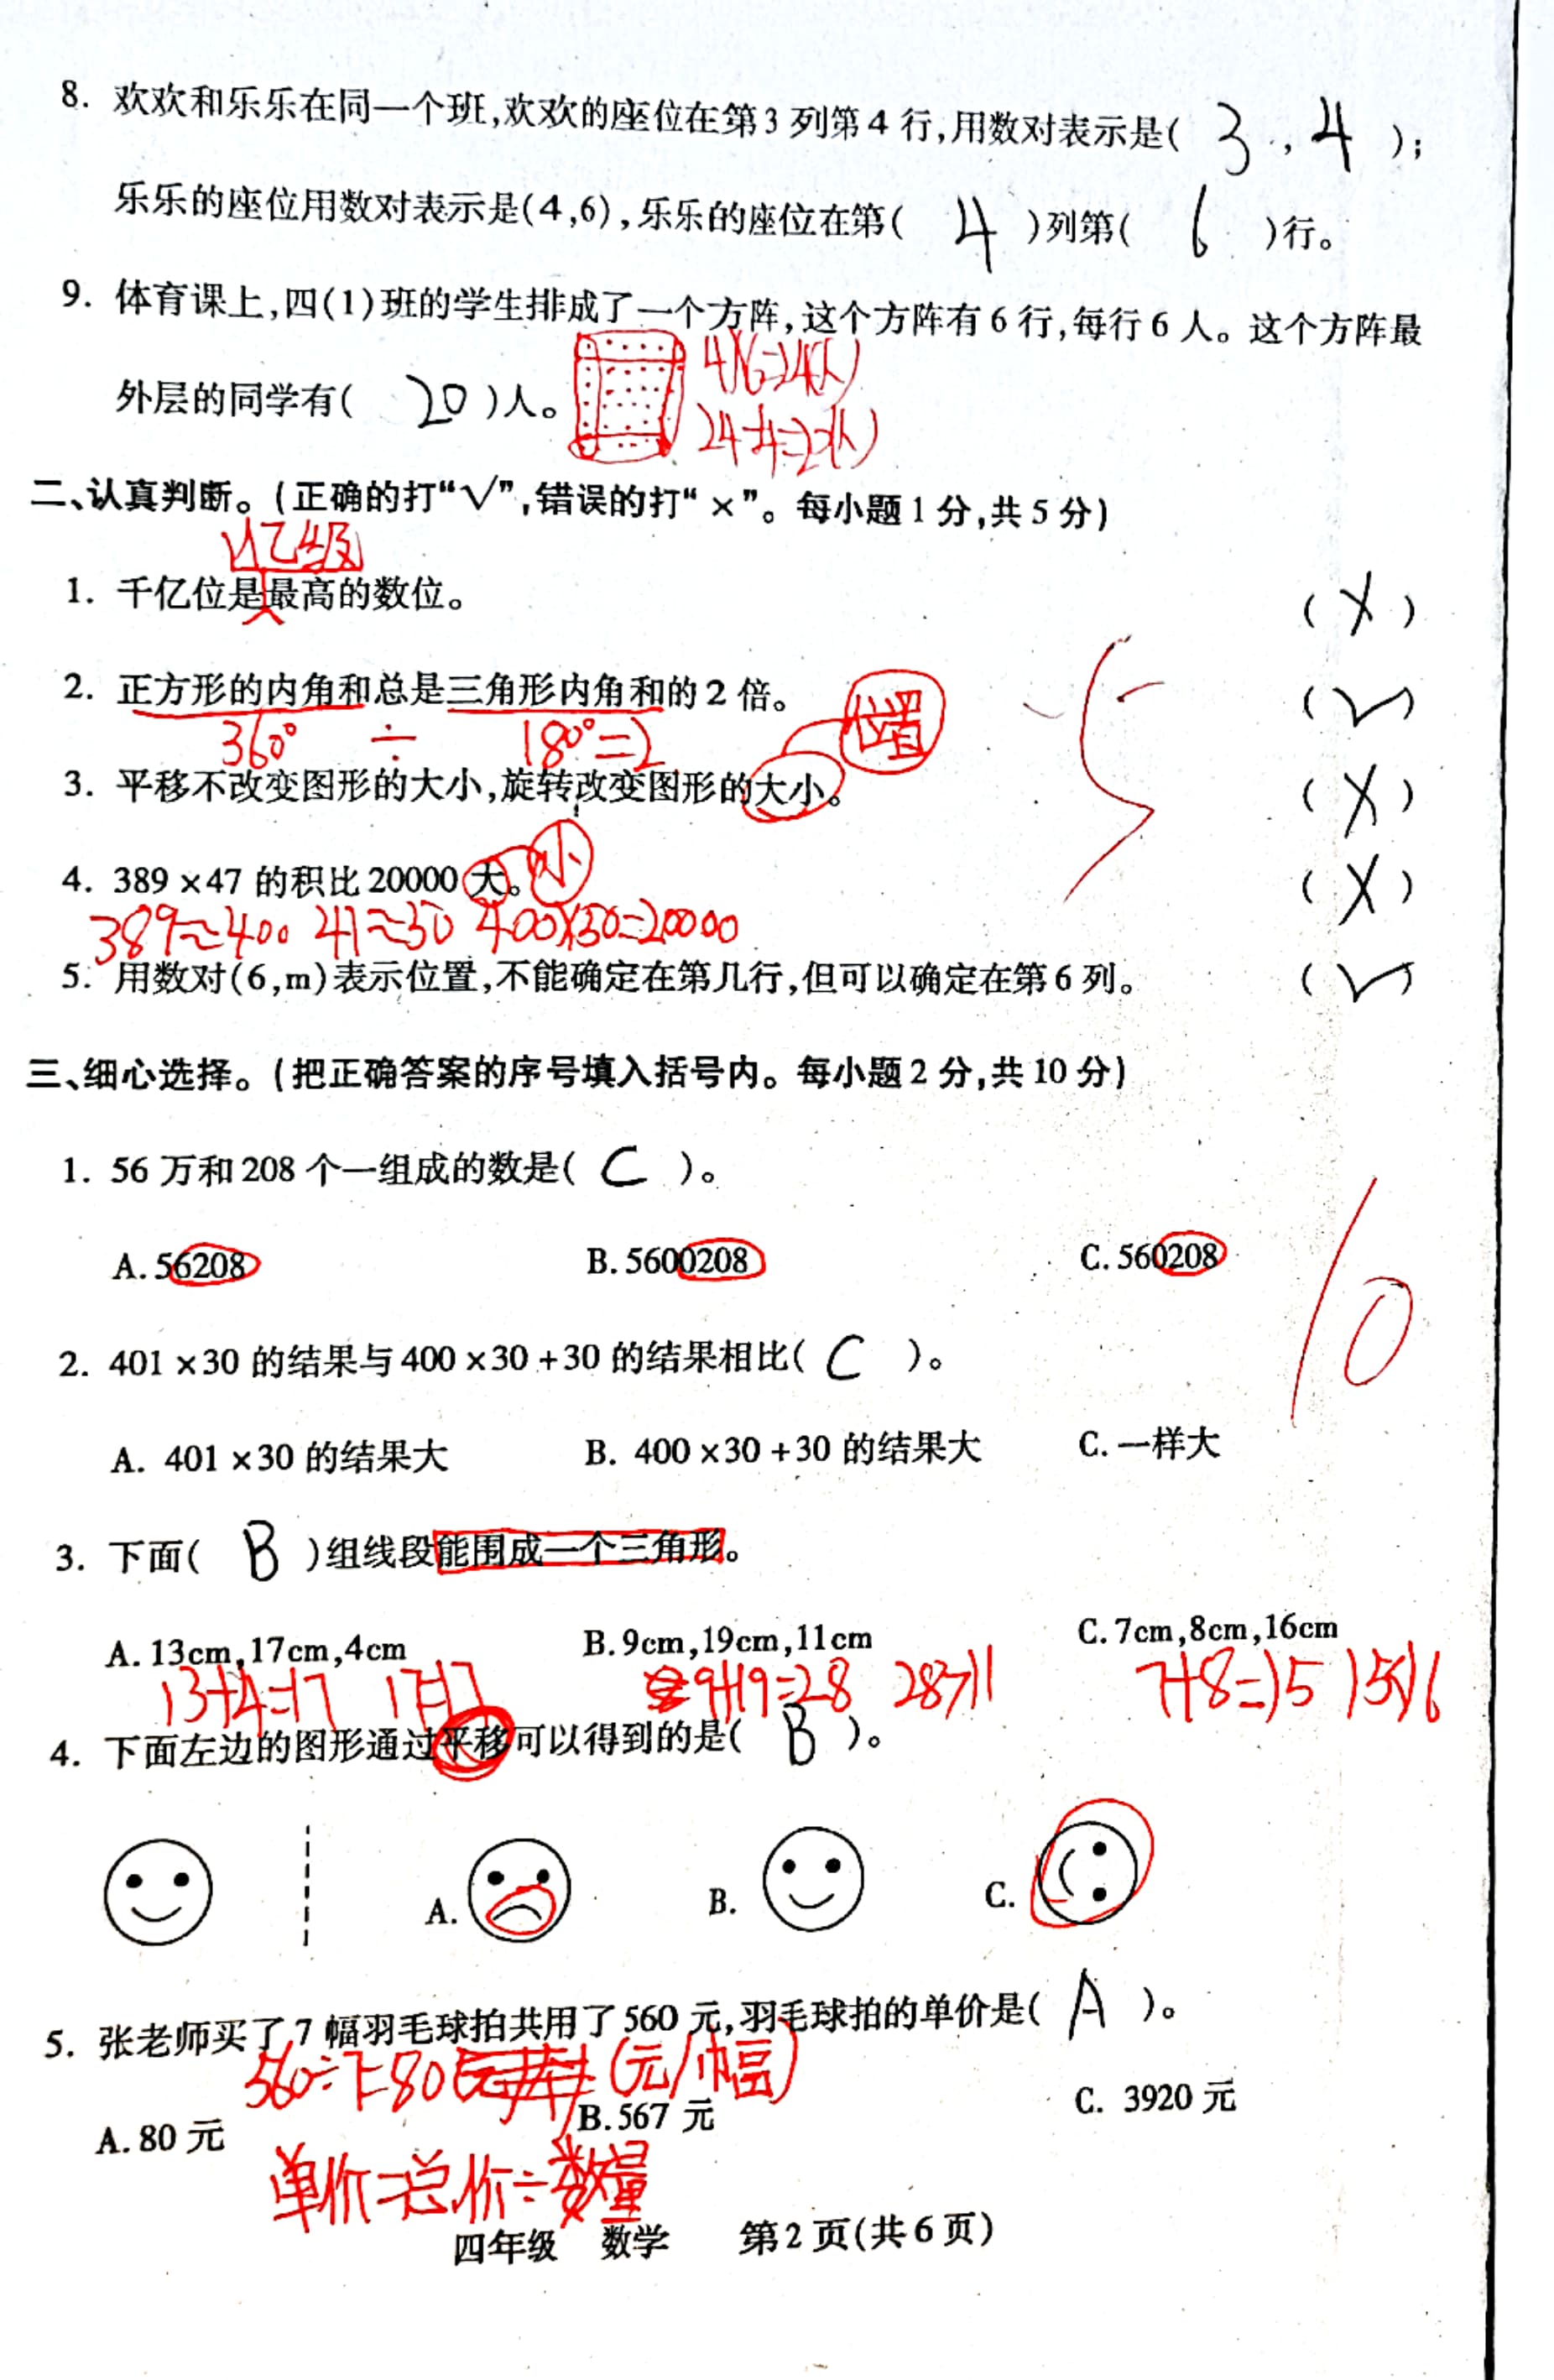 8. 欢欢和乐乐在同一个班,欢欢的座位在第3列第4行,用数对表示是( 3 , 4 );
乐乐的座位用数对表示是(4,6),乐乐的座位在第( 4 )列第( 6 )行。
9. 体育课上,四(1)班的学生排成了一个方阵,这个方阵有6行,每行6人。这个方阵最
4×6=24(人)
外层的同学有( 20 )人。
24-4=20(人)
二、认真判断。(正确的打“√”,错误的打“×”。每小题1分,共5分)
亿级
1. 千亿位是最高的数位。 ( × )
2. 正方形的内角和总是三角形内角和的2倍。 ( √ )
360° ÷ 180°=2
位置
3. 平移不改变图形的大小,旋转改变图形的大小。 ( × )
小
4. 389×47的积比20000大。 ( × )
389≈400 41≈50 400×50=20000
5. 用数对(6,m)表示位置,不能确定在第几行,但可以确定在第6列。 ( √ )
5
三、细心选择。(把正确答案的序号填入括号内。每小题2分,共10分)
1. 56万和208个一组成的数是( C )。
A. 56208 B. 5600208 C. 560208
10
2. 401×30的结果与400×30+30的结果相比( C )。
A. 401×30的结果大 B. 400×30+30的结果大 C. 一样大
3. 下面( B )组线段能围成一个三角形。
A. 13cm,17cm,4cm B. 9cm,19cm,11cm C. 7cm,8cm,16cm
13+4=17 17=17 9+19=28 28>11 7+8=15 15<16
4. 下面左边的图形通过平移可以得到的是( B )。
A. B. C.
5. 张老师买了7幅羽毛球拍共用了560元,羽毛球拍的单价是( A )。
560÷7=80 (元/幅)
A. 80元 B. 567元 C. 3920元
单价=总价÷数量
四年级 数学 第2页(共6页)